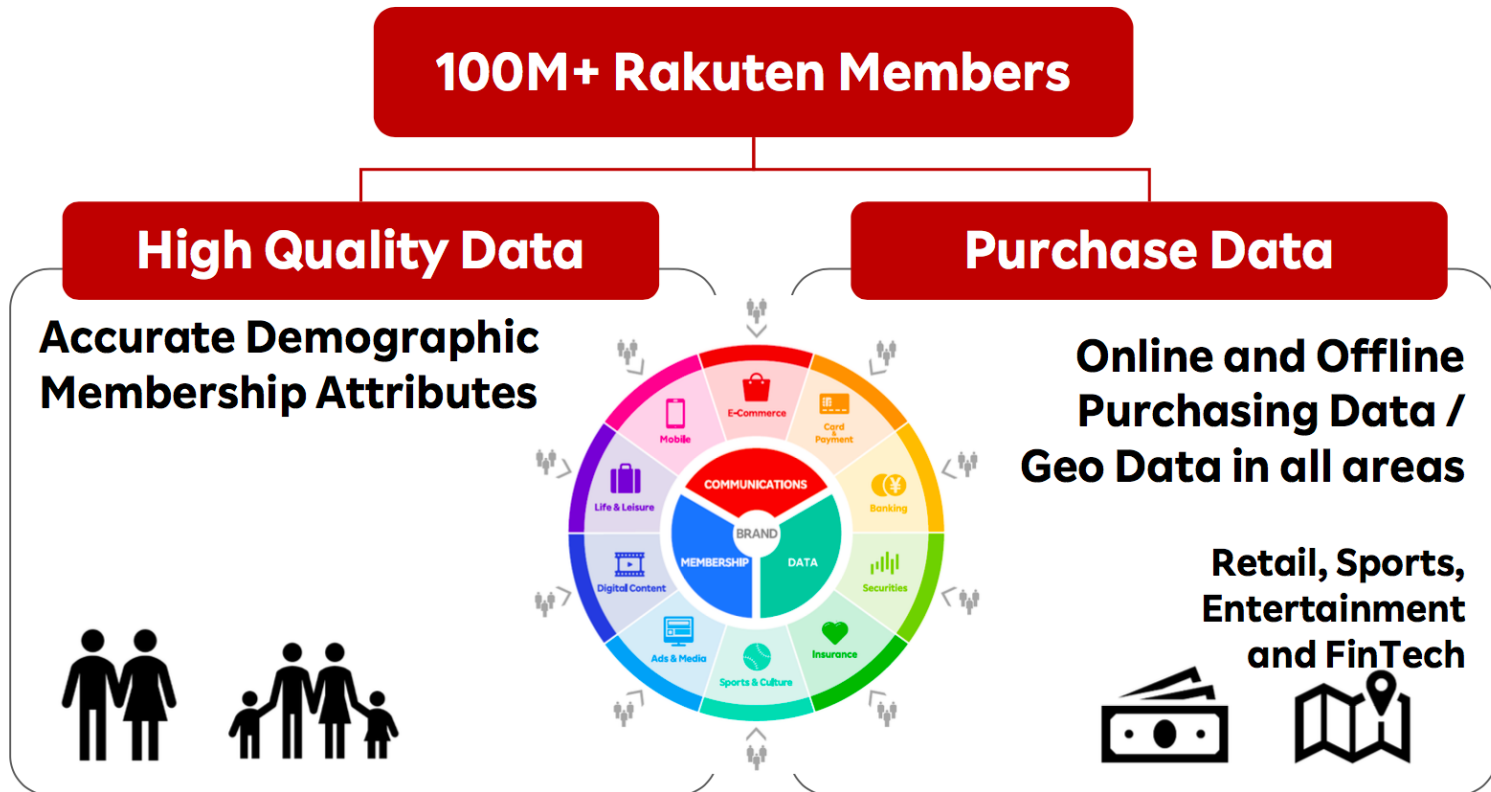 100M+ Rakuten Members
High Quality Data
Purchase Data
Accurate Demographic
Membership Attributes
Online and Offline
Purchasing Data /
Geo Data in all areas
Retail, Sports,
Entertainment
and FinTech
E-Commerce
Card
&
Payment
Banking
Securities
Insurance
Sports & Culture
Ads & Media
Digital Content
Life & Leisure
Mobile
COMMUNICATIONS
BRAND
MEMBERSHIP
DATA
¥